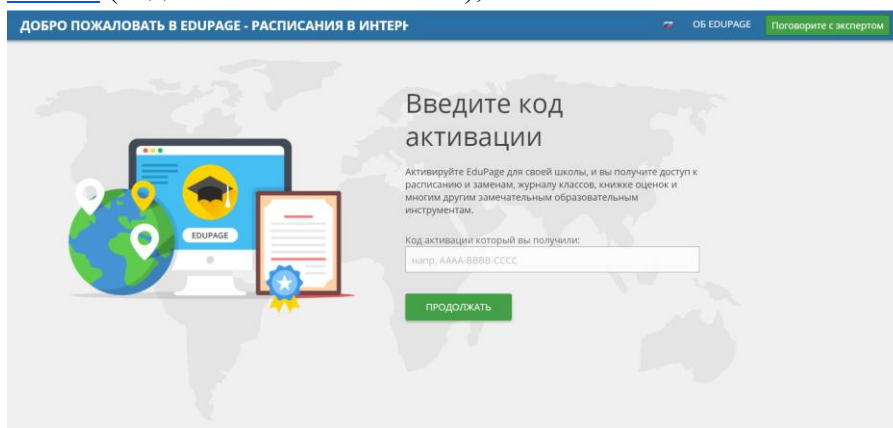 ДОБРО ПОЖАЛОВАТЬ В EDUPAGE - РАСПИСАНИЯ В ИНТЕРН
ОБ EDUPAGE
Поговорите с экспертом
Введите код
активации
Активируйте EduPage для своей школы, и вы получите доступ к
расписанию и заменам, журналу классов, книжке оценок и
многим другим замечательным образовательным
инструментам.
Код активации который вы получили:
напр. AAAA-BBBB-CCCC
ПРОДОЛЖАТЬ
EDUPAGE